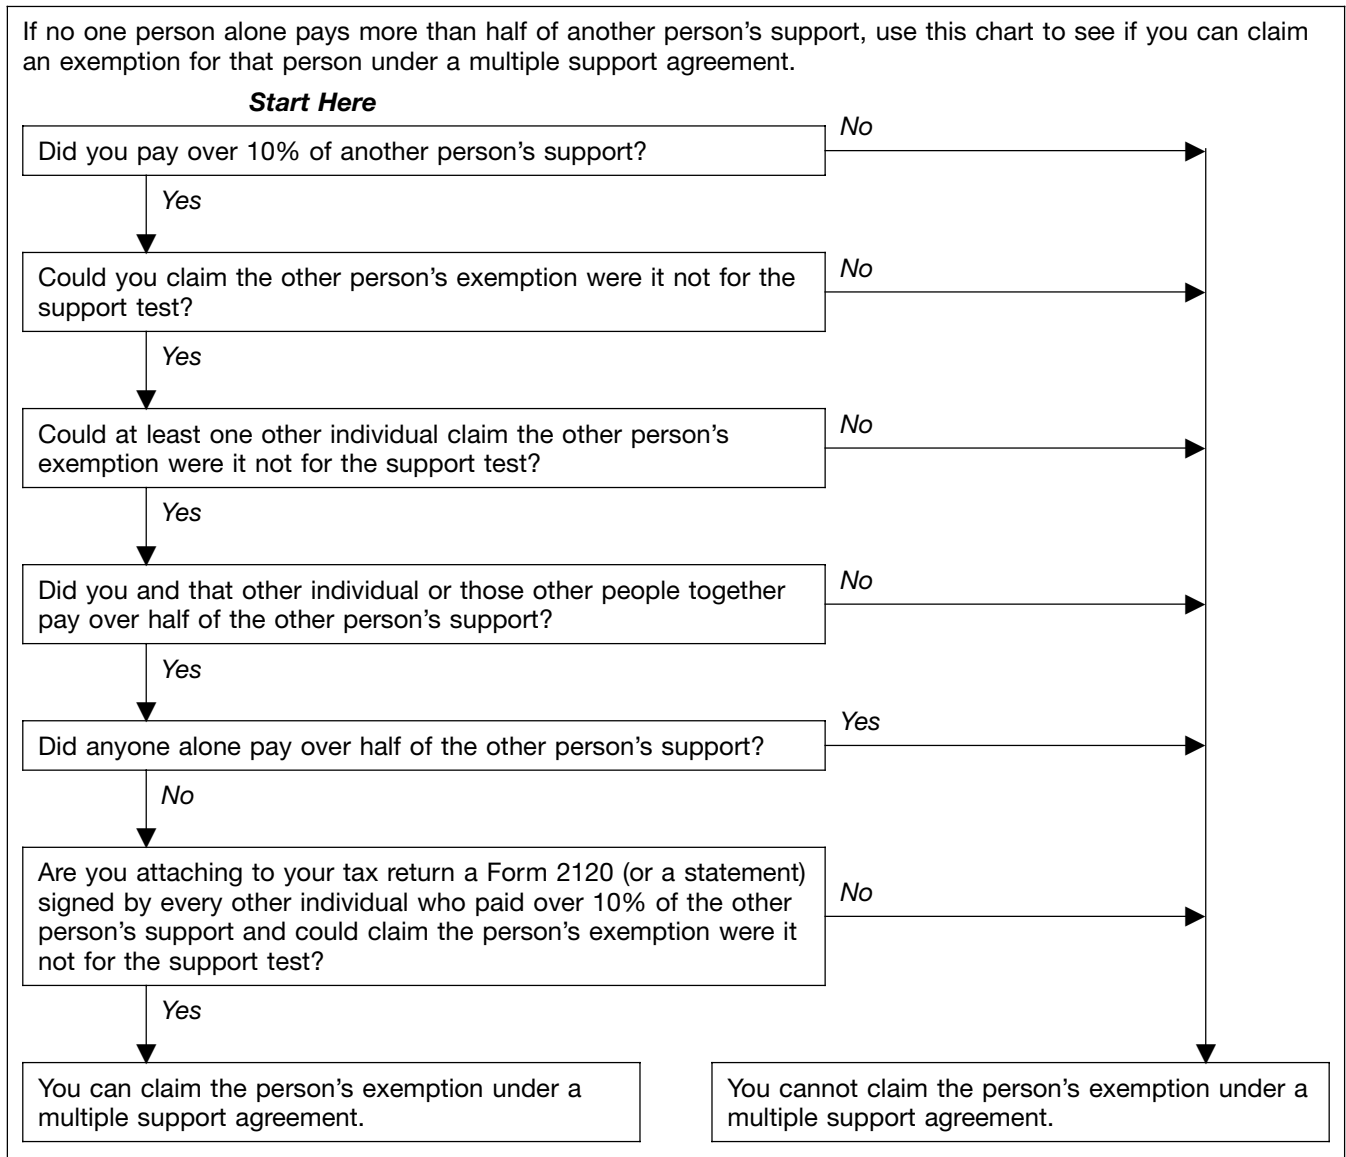 If no one person alone pays more than half of another person’s support, use this chart to see if you can claim
an exemption for that person under a multiple support agreement.
Start Here
Did you pay over 10% of another person’s support?
No
Yes
Could you claim the other person’s exemption were it not for the
support test?
No
Yes
Could at least one other individual claim the other person’s
exemption were it not for the support test?
No
Yes
Did you and that other individual or those other people together
pay over half of the other person’s support?
No
Yes
Did anyone alone pay over half of the other person’s support?
Yes
No
Are you attaching to your tax return a Form 2120 (or a statement)
signed by every other individual who paid over 10% of the other
person’s support and could claim the person’s exemption were it
not for the support test?
No
Yes
You can claim the person’s exemption under a
multiple support agreement.
You cannot claim the person’s exemption under a
multiple support agreement.